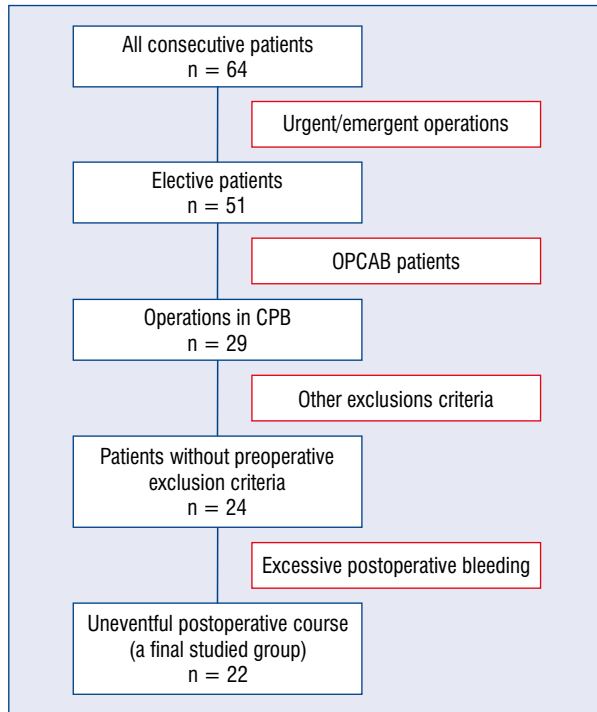 All consecutive patients
n = 64
Urgent/emergent operations
Elective patients
n = 51
OPCAB patients
Operations in CPB
n = 29
Other exclusions criteria
Patients without preoperative
exclusion criteria
n = 24
Excessive postoperative bleeding
Uneventful postoperative course
(a final studied group)
n = 22